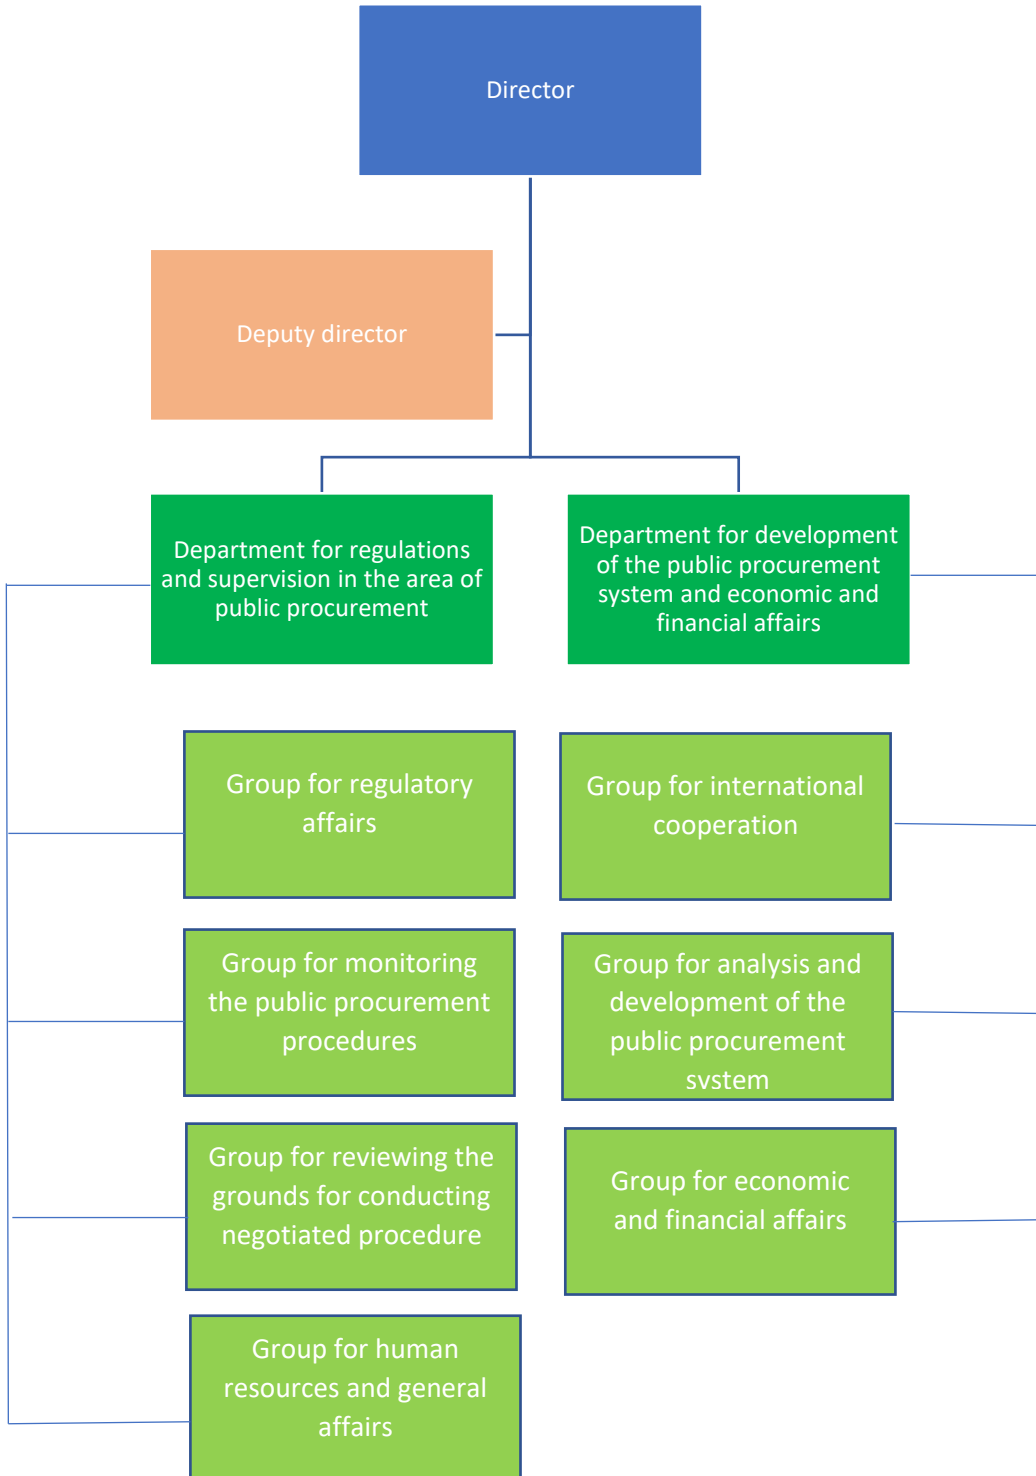 Director
Deputy director
Department for regulations
and supervision in the area of
public procurement
Department for development
of the public procurement
system and economic and
financial affairs
Group for regulatory
affairs
Group for international
cooperation
Group for monitoring
the public procurement
procedures
Group for analysis and
development of the
public procurement
system
Group for reviewing the
grounds for conducting
negotiated procedure
Group for economic
and financial affairs
Group for human
resources and general
affairs